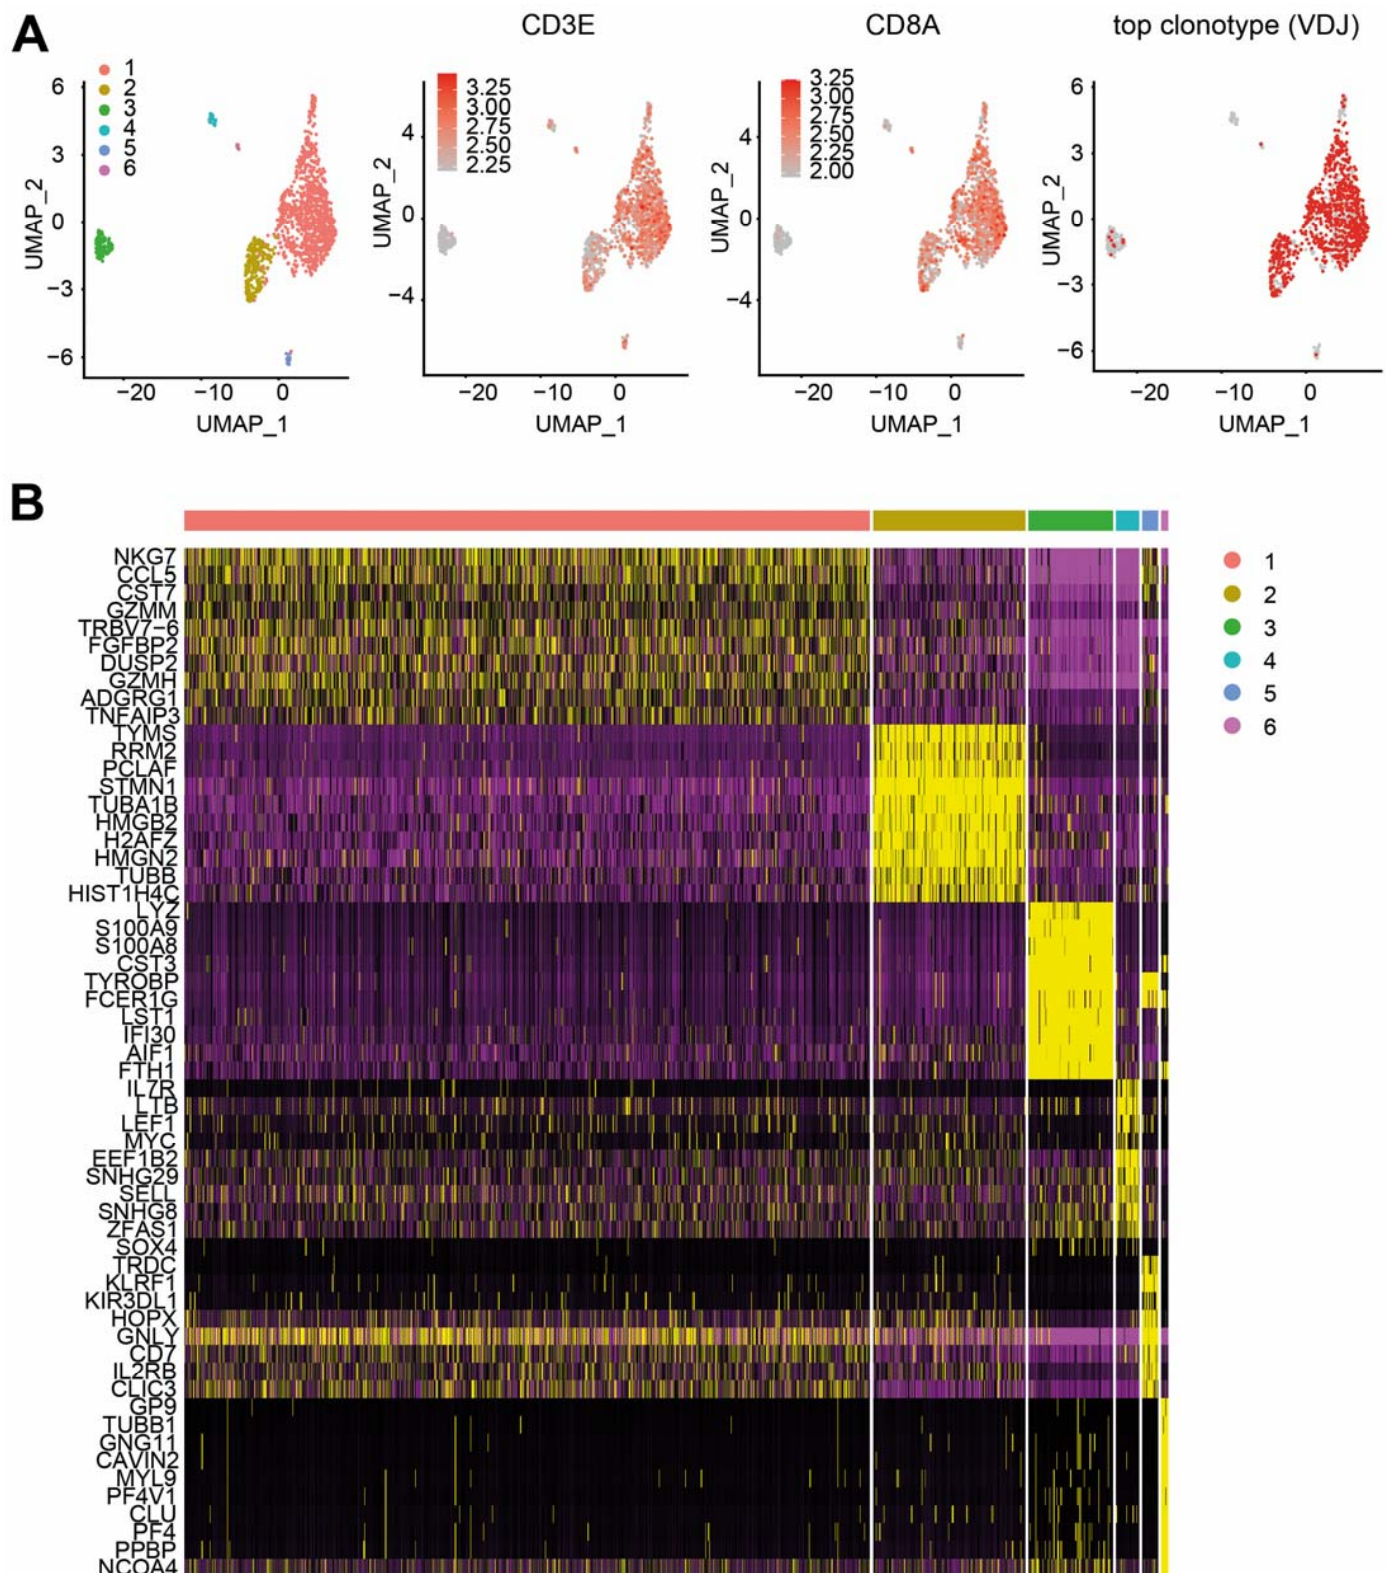 A
CD3E
CD8A
top clonotype (VDJ)
1
2
3
4
5
6
6
3
0
−3
−6
UMAP_2
−20
−10
0
UMAP_1
3.25
3.00
2.75
2.50
2.25
4
0
−4
UMAP_2
−20
−10
0
UMAP_1
3.25
3.00
2.75
2.50
2.25
2.00
4
0
−4
UMAP_2
−20
−10
0
UMAP_1
6
3
0
−3
−6
UMAP_2
−20
−10
0
UMAP_1
B
NKG7
CCL5
CST7
GZMM
TRBV7−6
FGFBP2
DUSP2
GZMH
ADGRG1
TNFAIP3
TYMS
RRM2
PCLAF
STMN1
TUBA1B
HMGB2
H2AFZ
HMGN2
TUBB
HIST1H4C
LYZ
S100A9
S100A8
CST3
TYROBP
FCER1G
LST1
IFI30
AIF1
FTH1
IL7R
LTB
LEF1
MYC
EEF1B2
SNHG29
SELL
SNHG8
ZFAS1
SOX4
TRDC
KLRF1
KIR3DL1
HOPX
GNLY
CD7
IL2RB
CLIC3
GP9
TUBB1
GNG11
CAVIN2
MYL9
PF4V1
CLU
PF4
PPBP
NCOA4
1
2
3
4
5
6